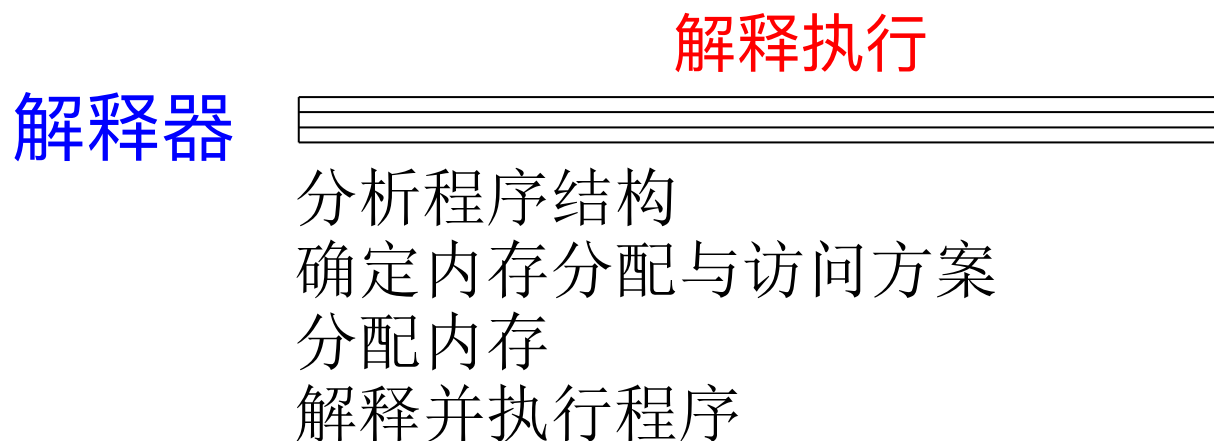 解释执行
解释器
分析程序结构
确定内存分配与访问方案
分配内存
解释并执行程序